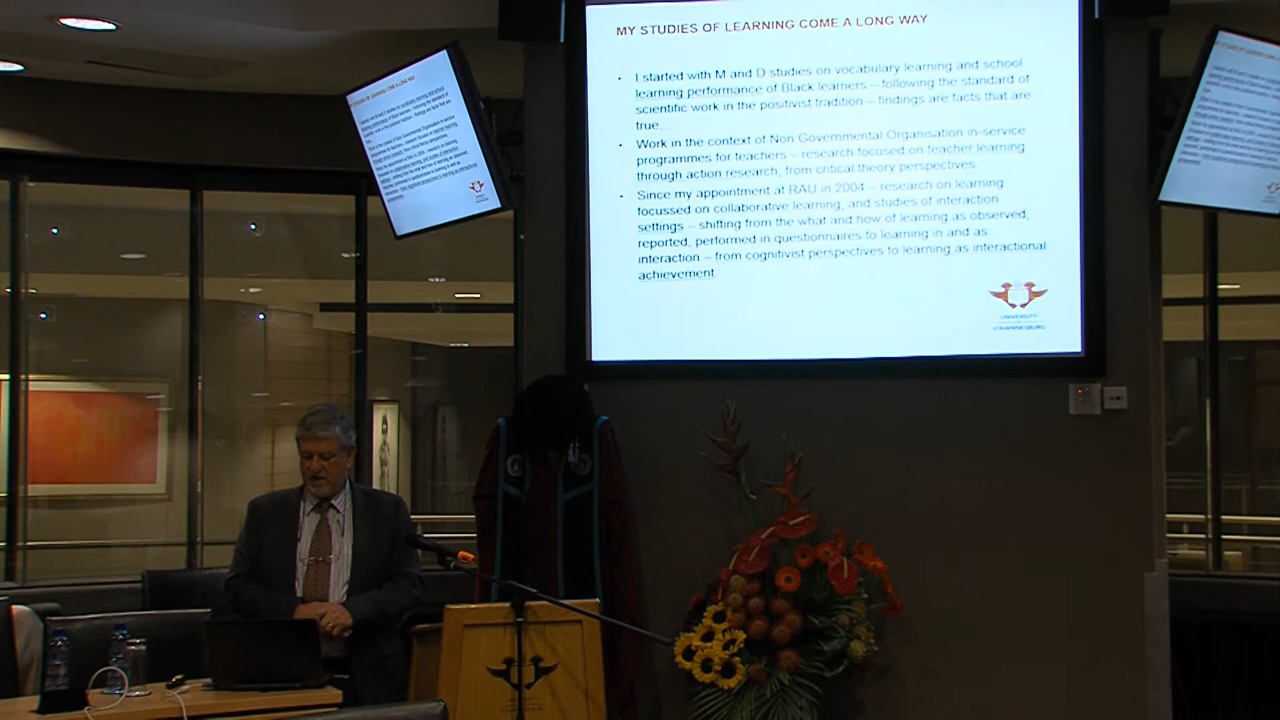 MY STUDIES OF LEARNING COME A LONG WAY
• I started with M and D studies on vocabulary learning and school
learning performance of Black learners – following the standard of
scientific work in the positivist tradition – findings are facts that are
true...
• Work in the context of Non Governmental Organisation in-service
programmes for teachers – research focused on teacher learning
through action research, from critical theory perspectives.
• Since my appointment at RAU in 2004 – research on learning
focussed on collaborative learning, and studies of interaction
settings – shifting from the what and how of learning as observed,
reported, performed in questionnaires to learning in and as
interaction – from cognitivist perspectives to learning as interactional
achievement
UNIVERSITY
OF
JOHANNESBURG